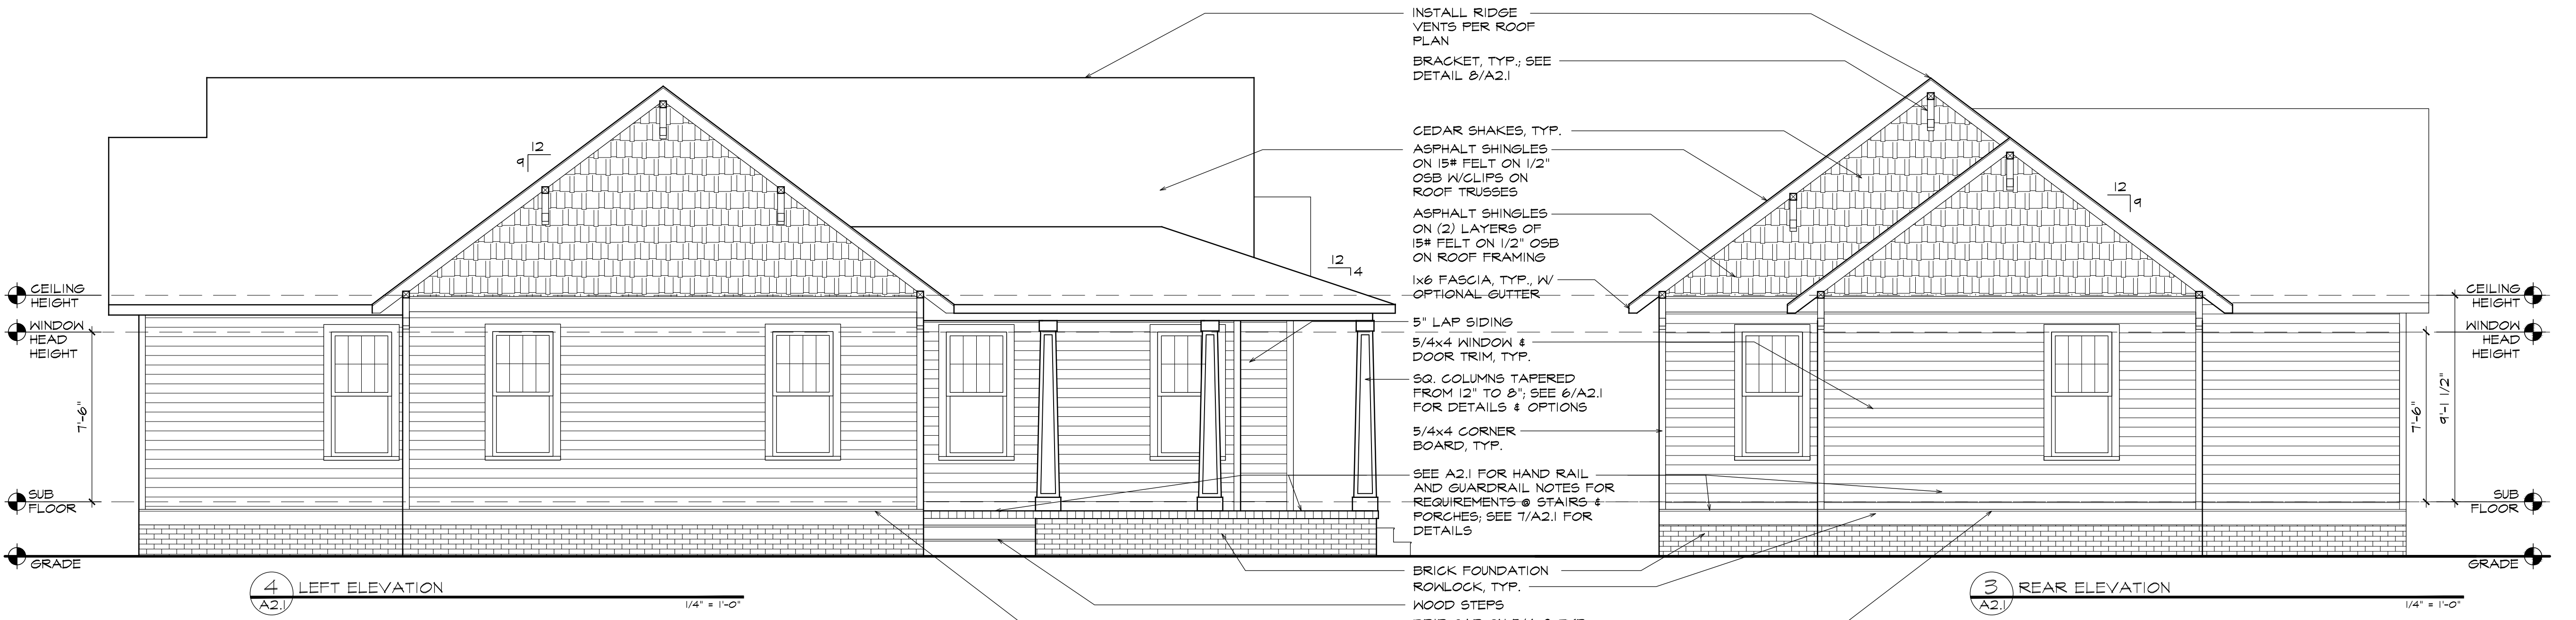 INSTALL RIDGE
VENTS PER ROOF
PLAN
BRACKET, TYP.; SEE
DETAIL 8/A2.1
CEDAR SHAKES, TYP.
ASPHALT SHINGLES
ON 15# FELT ON 1/2"
OSB W/CLIPS ON
ROOF TRUSSES
ASPHALT SHINGLES
ON (2) LAYERS OF
15# FELT ON 1/2" OSB
ON ROOF FRAMING
1x6 FASCIA, TYP., W/
OPTIONAL GUTTER
5" LAP SIDING
5/4x4 WINDOW &
DOOR TRIM, TYP.
SQ. COLUMNS TAPERED
FROM 12" TO 8"; SEE 6/A2.1
FOR DETAILS & OPTIONS
5/4x4 CORNER
BOARD, TYP.
SEE A2.1 FOR HAND RAIL
AND GUARDRAIL NOTES FOR
REQUIREMENTS @ STAIRS &
PORCHES; SEE 7/A2.1 FOR
DETAILS
BRICK FOUNDATION
ROWLOCK, TYP.
WOOD STEPS
12
9
12
4
CEILING
HEIGHT
WINDOW
HEAD
HEIGHT
7'-6"
SUB
FLOOR
GRADE
4
A2.1
LEFT ELEVATION
1/4" = 1'-0"
12
9
CEILING
HEIGHT
WINDOW
HEAD
HEIGHT
7'-6"
9'-1 1/2"
SUB
FLOOR
GRADE
3
A2.1
REAR ELEVATION
1/4" = 1'-0"